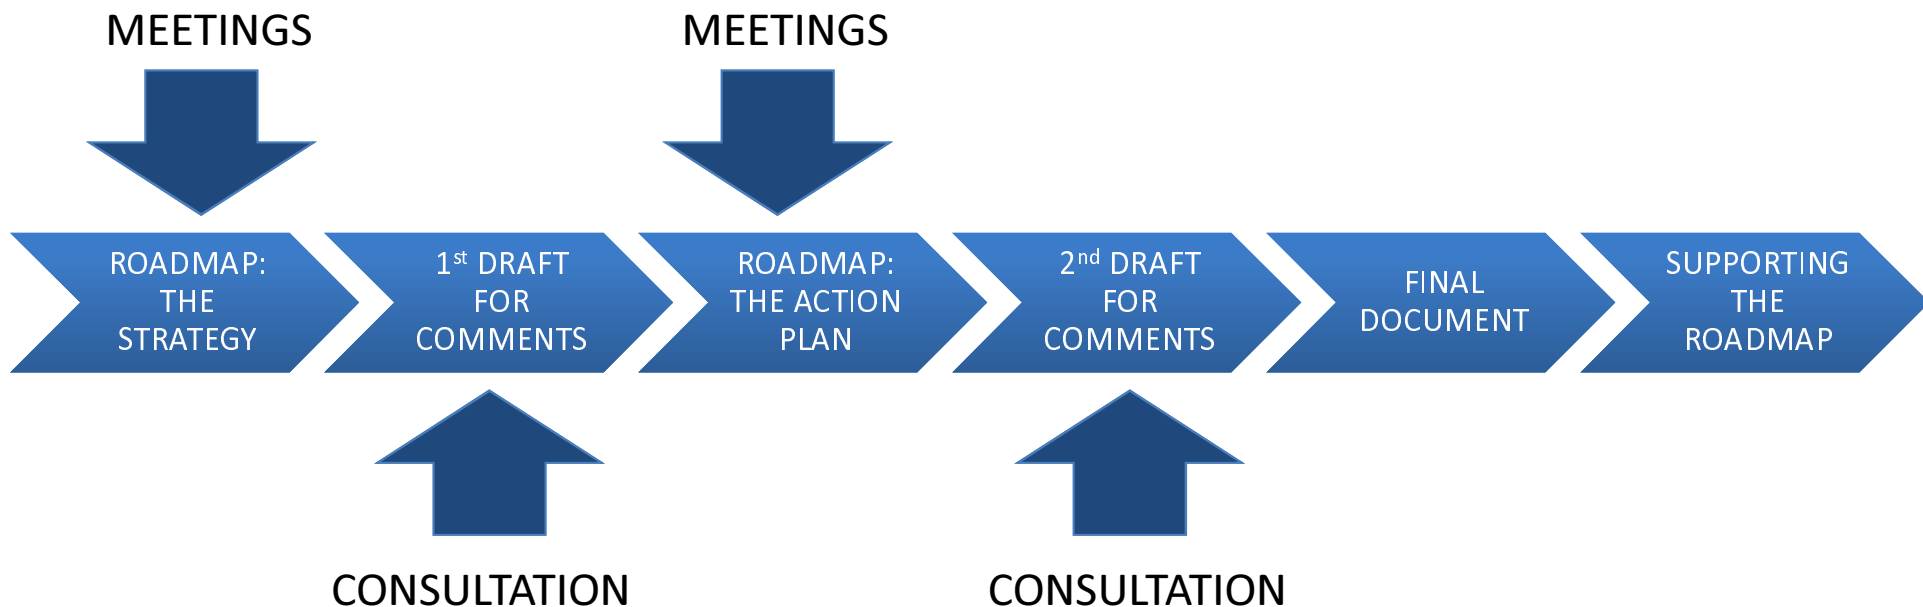 MEETINGS
MEETINGS
ROADMAP:
THE
STRATEGY
1st DRAFT
FOR
COMMENTS
ROADMAP:
THE ACTION
PLAN
2nd DRAFT
FOR
COMMENTS
FINAL
DOCUMENT
SUPPORTING
THE
ROADMAP
CONSULTATION
CONSULTATION